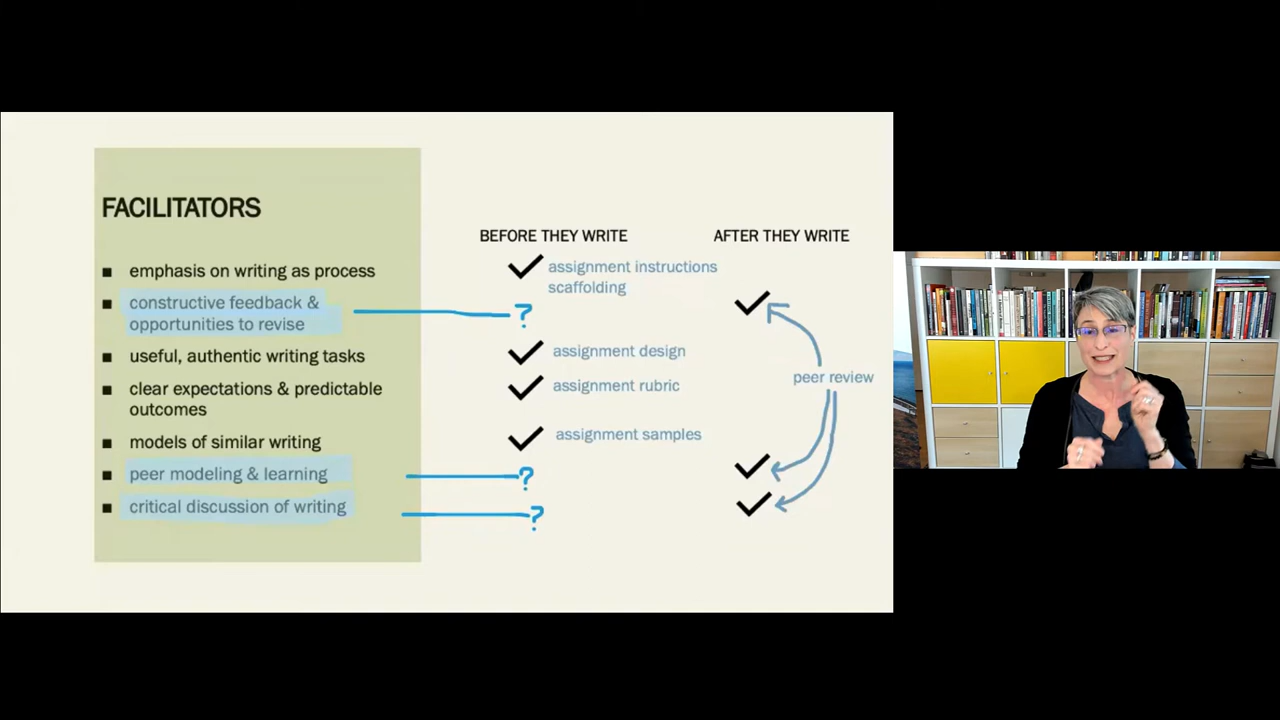 FACILITATORS
BEFORE THEY WRITE
AFTER THEY WRITE
▪ emphasis on writing as process
assignment instructions
scaffolding
▪ constructive feedback &
opportunities to revise
?
▪ useful, authentic writing tasks
assignment design
▪ clear expectations & predictable
outcomes
assignment rubric
peer review
▪ models of similar writing
assignment samples
▪ peer modeling & learning
?
▪ critical discussion of writing
?